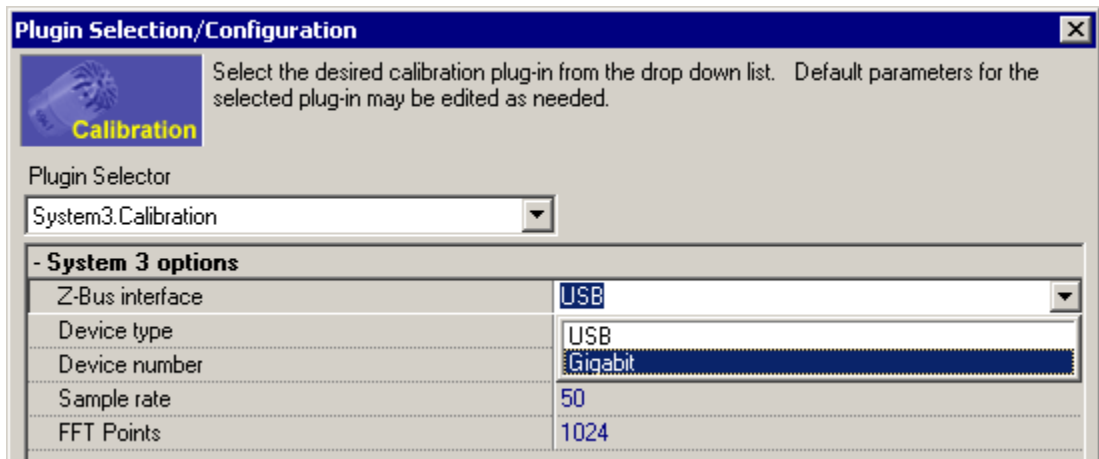 Plugin Selection/Configuration
Select the desired calibration plug-in from the drop down list. Default parameters for the
selected plug-in may be edited as needed.
Calibration
Plugin Selector
System3.Calibration
- System 3 options
Z-Bus interface USB
Device type USB
Device number Gigabit
Sample rate 50
FFT Points 1024